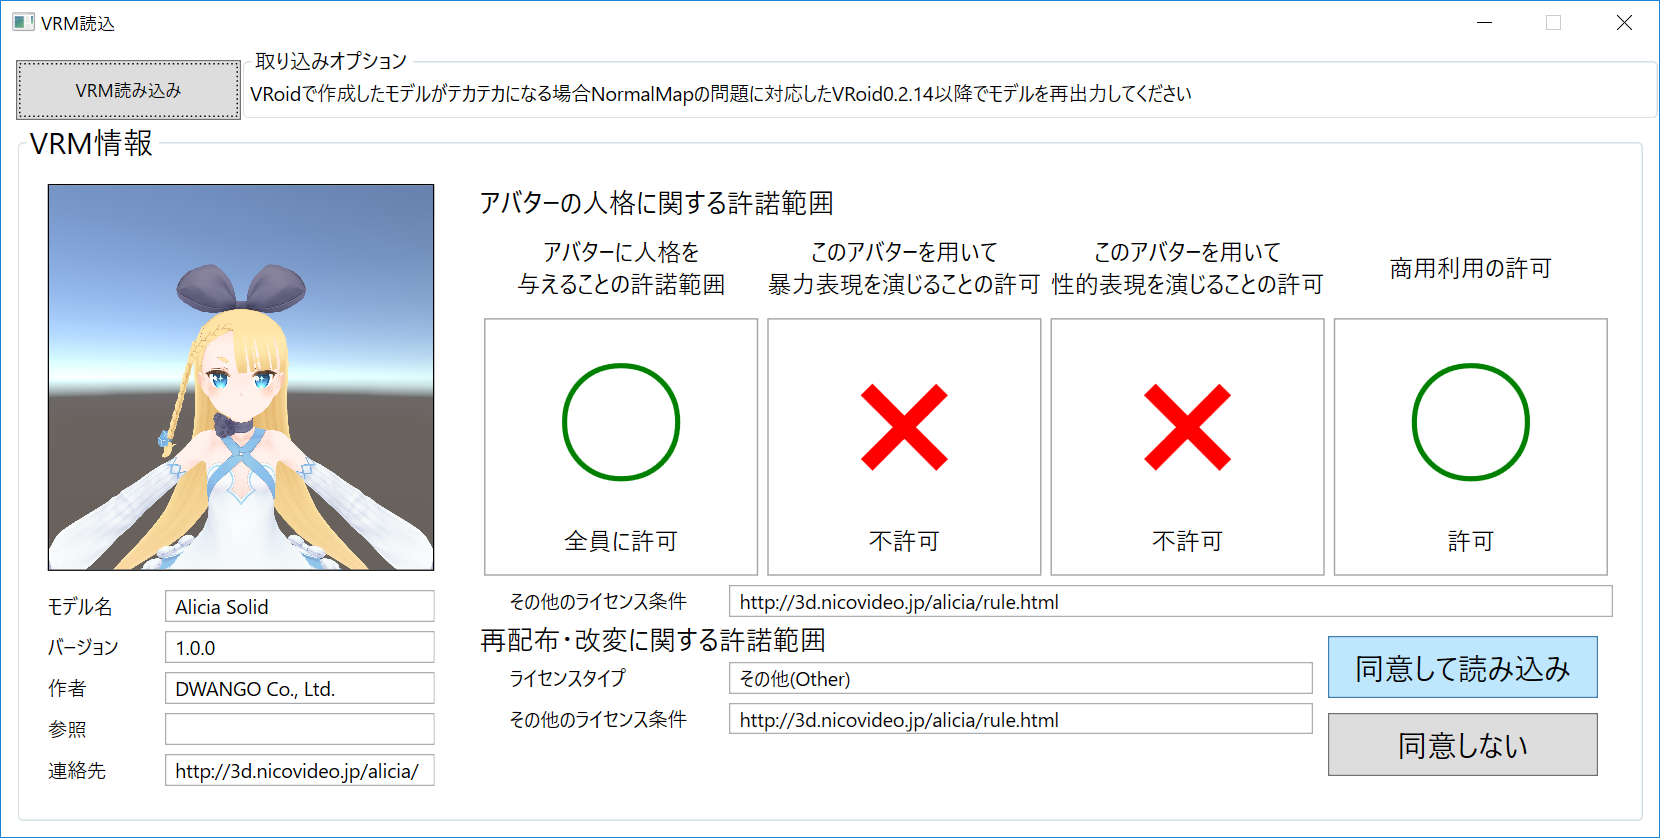 VRM読込
VRM読み込み
取り込みオプション
VRoidで作成したモデルがテカテカになる場合NormalMapの問題に対応したVRoid0.2.14以降でモデルを再出力してください
VRM情報
アバターの人格に関する許諾範囲
アバターに人格を
与えることの許諾範囲
このアバターを用いて
暴力表現を演じることの許可
このアバターを用いて
性的表現を演じることの許可
商用利用の許可
全員に許可
不許可
不許可
許可
モデル名
Alicia Solid
バージョン
1.0.0
作者
DWANGO Co., Ltd.
参照
連絡先
http://3d.nicovideo.jp/alicia/
その他のライセンス条件
http://3d.nicovideo.jp/alicia/rule.html
再配布・改変に関する許諾範囲
ライセンスタイプ
その他(Other)
その他のライセンス条件
http://3d.nicovideo.jp/alicia/rule.html
同意して読み込み
同意しない